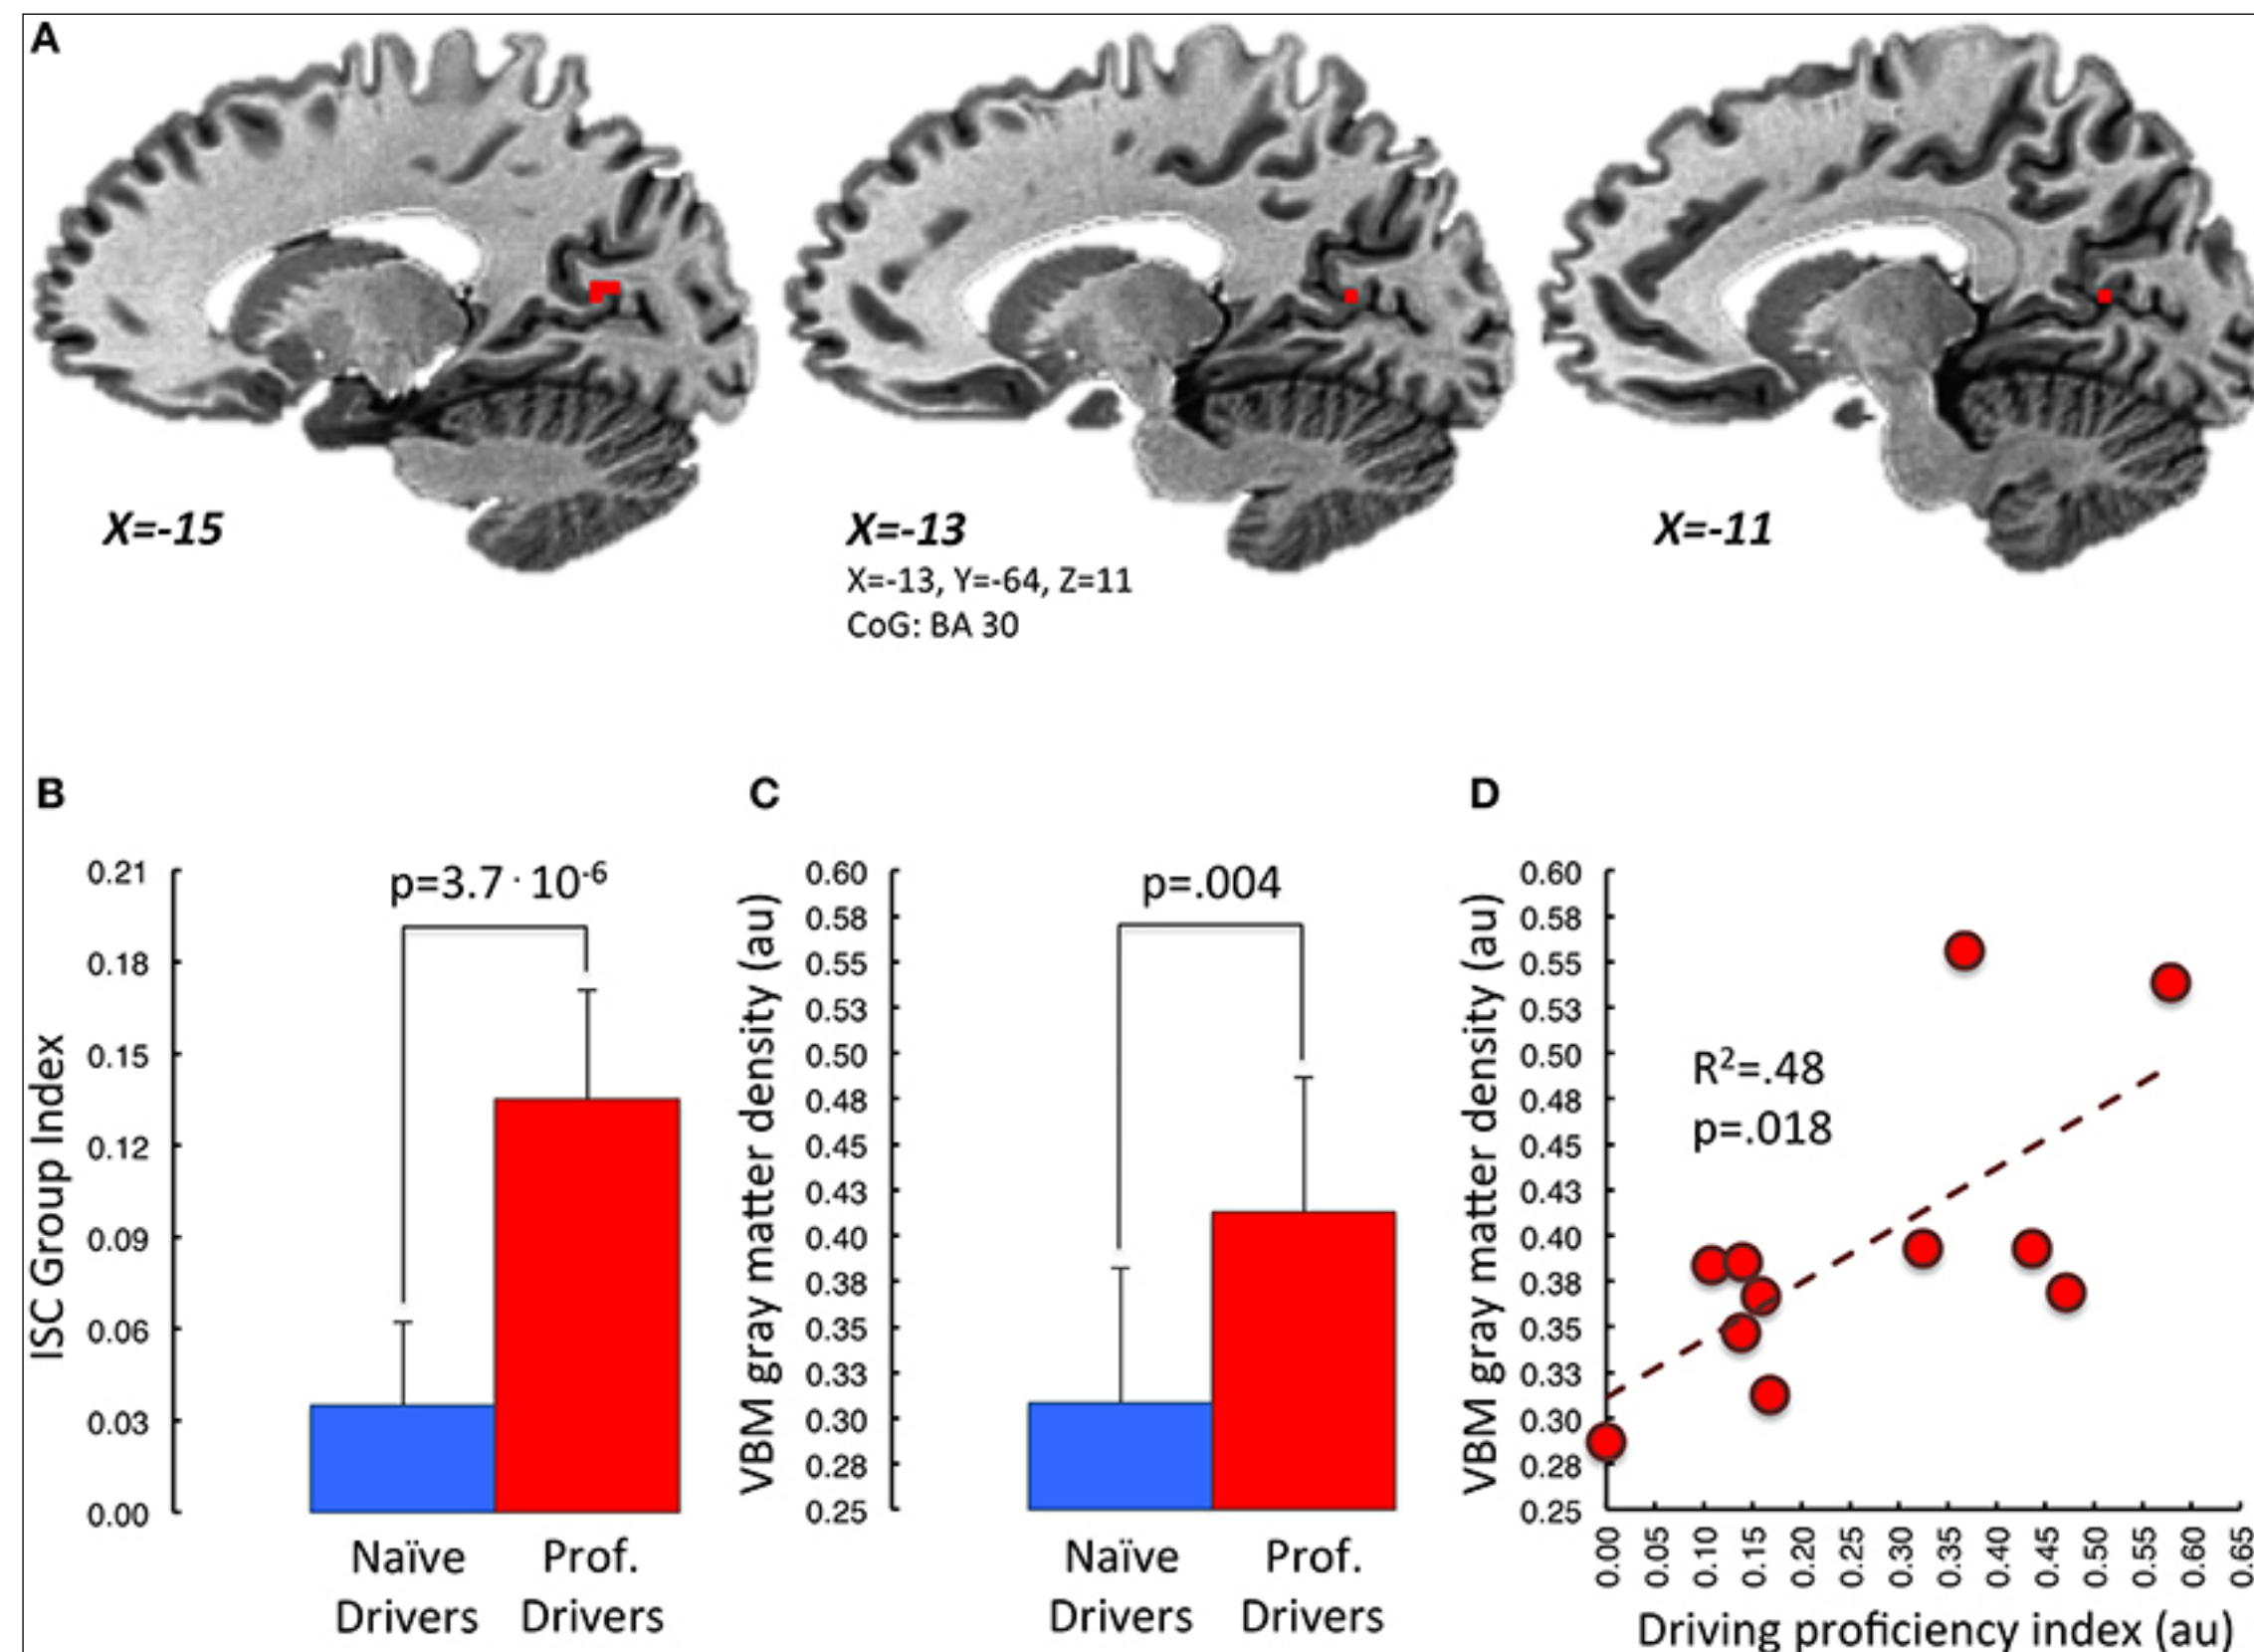 A
X=-15
X=-13
X=-11
X=-13, Y=-64, Z=11
CoG: BA 30
B
ISC Group Index
0.21
0.18
0.15
0.12
0.09
0.06
0.03
0.00
p=3.7 · 10⁻⁶
Naïve
Drivers
Prof.
Drivers
C
VBM gray matter density (au)
0.60
0.58
0.55
0.53
0.50
0.48
0.45
0.43
0.40
0.38
0.35
0.33
0.30
0.28
0.25
p=.004
Naïve
Drivers
Prof.
Drivers
D
VBM gray matter density (au)
0.60
0.58
0.55
0.53
0.50
0.48
0.45
0.43
0.40
0.38
0.35
0.33
0.30
0.28
0.25
R²=.48
p=.018
0.00 0.05 0.10 0.15 0.20 0.25 0.30 0.35 0.40 0.45 0.50 0.55 0.60 0.65
Driving proficiency index (au)